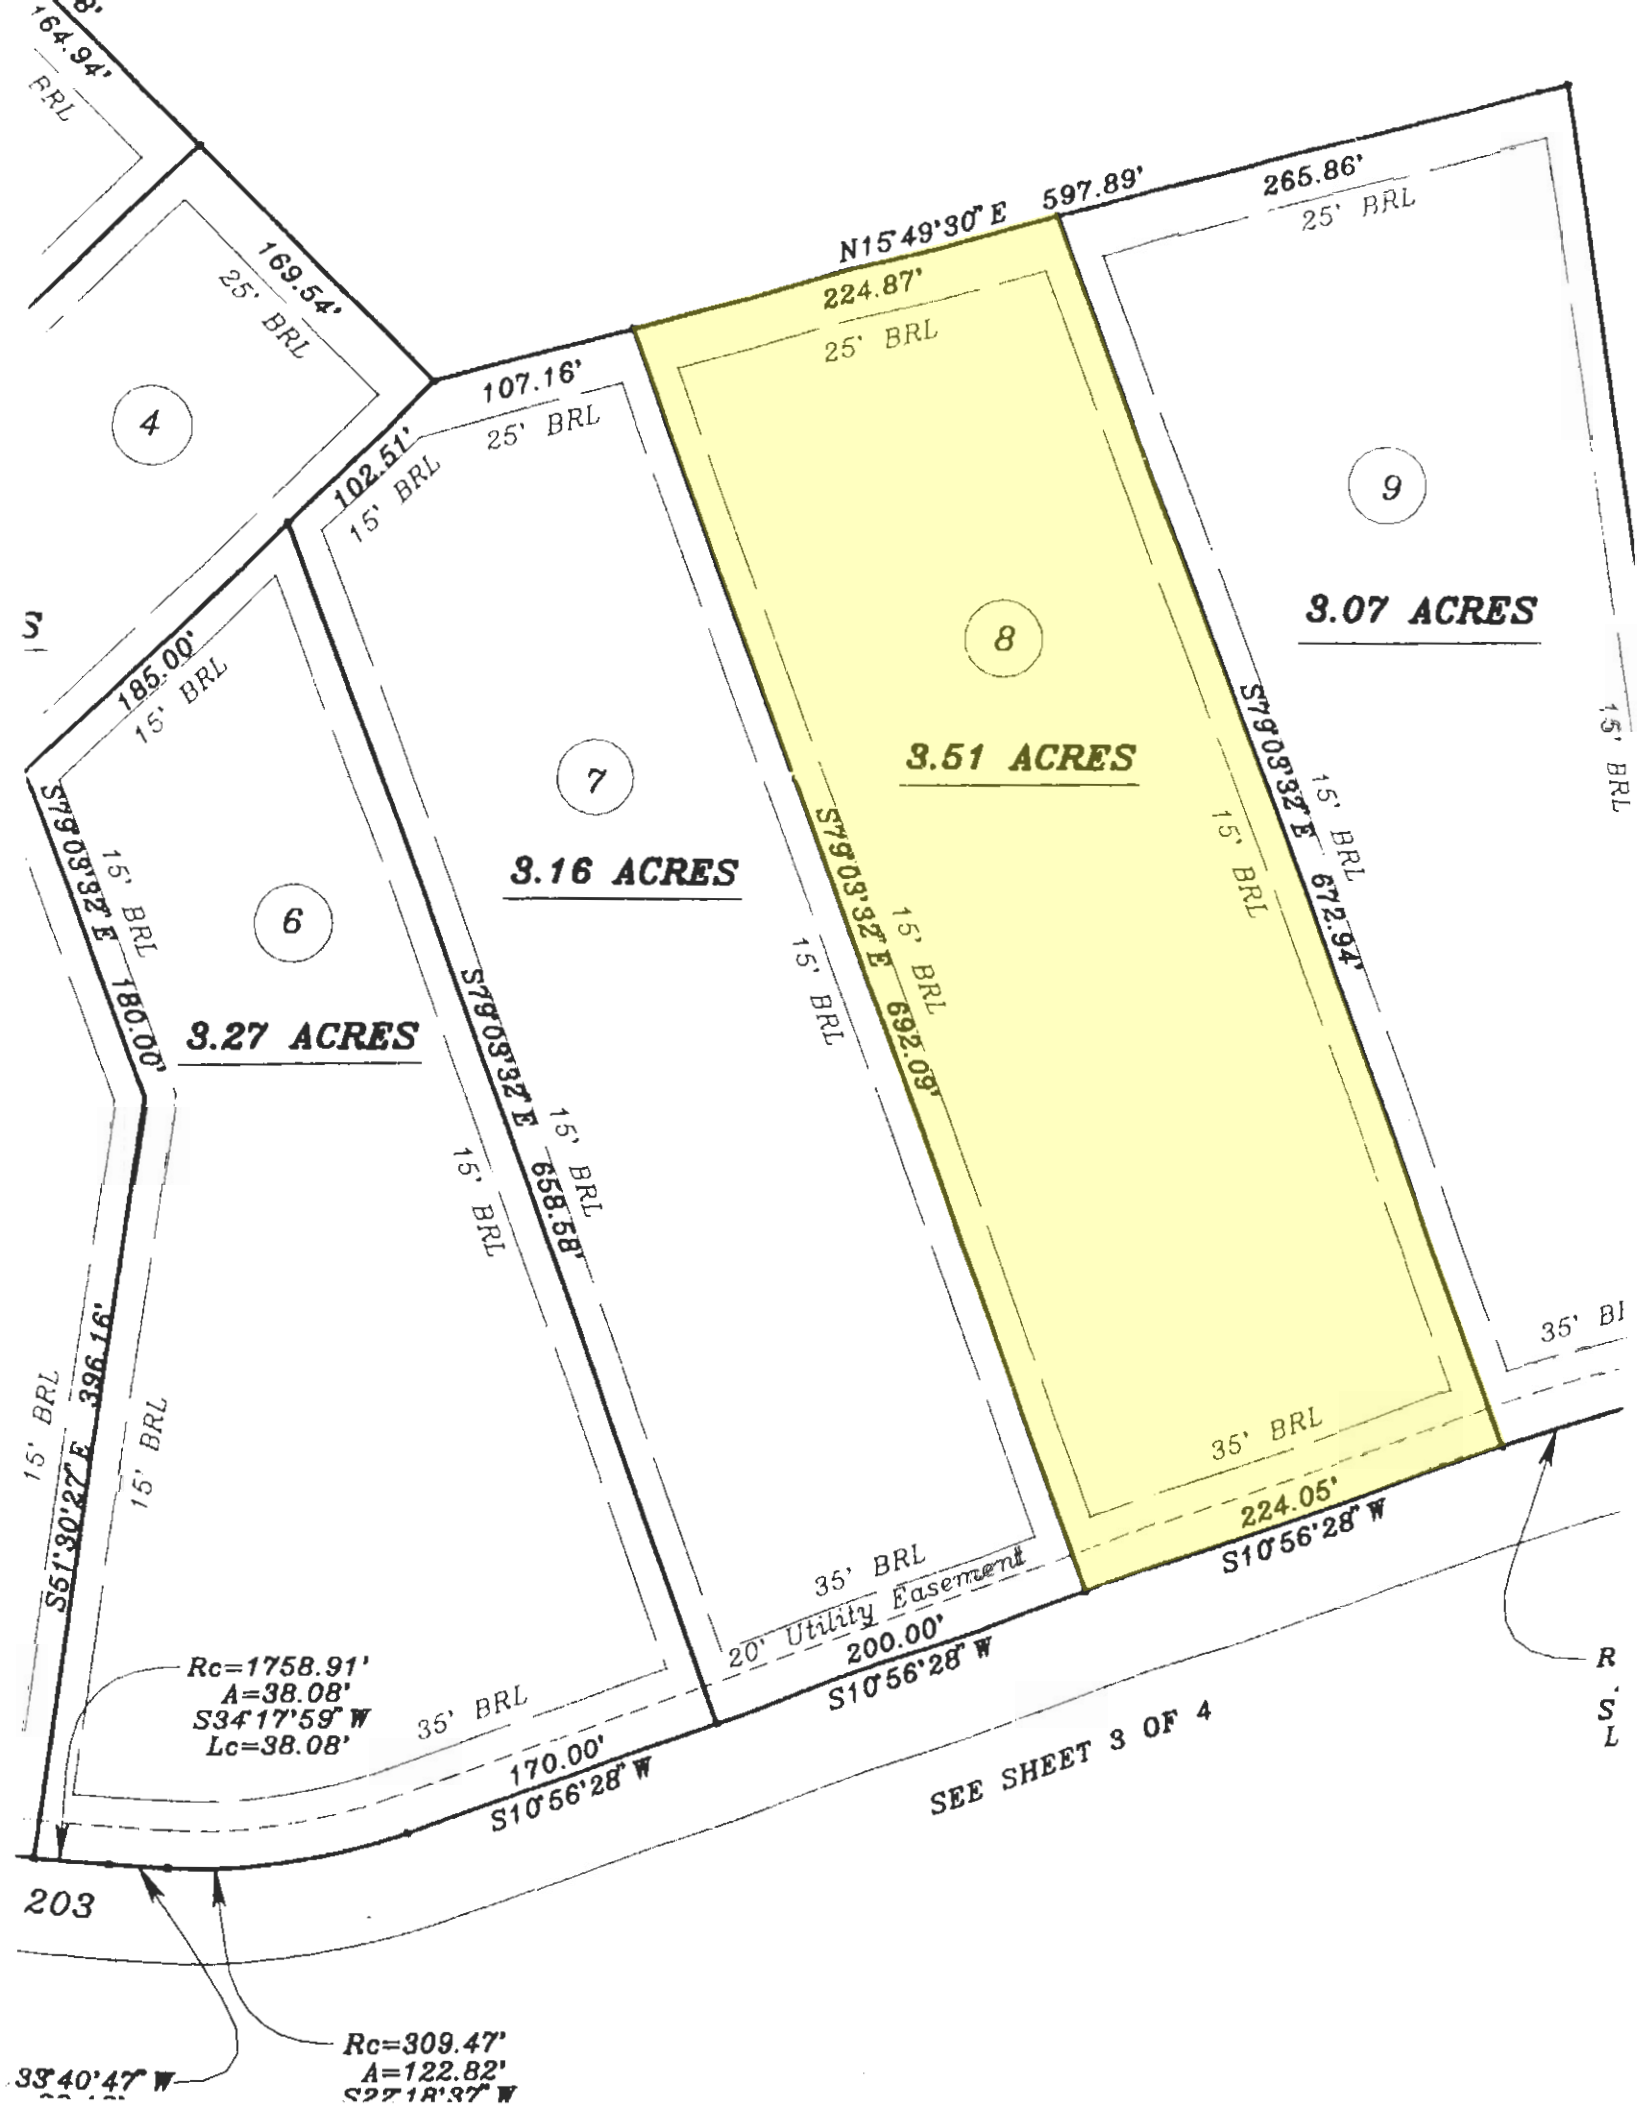 8'
164.94'
BRL
169.54'
25' BRL
4
N15°49'30" E
597.89'
265.86'
25' BRL
224.87'
25' BRL
107.16'
25' BRL
102.51'
15' BRL
9
3.07 ACRES
S
185.00'
15' BRL
8
3.51 ACRES
S79°03'32" E 672.94'
15' BRL
15' BRL
15' BRL
7
3.16 ACRES
S79°03'32" E 692.09'
15' BRL
15' BRL
S79°03'32" E 180.00'
15' BRL
6
3.27 ACRES
S79°03'32" E 658.58'
15' BRL
15' BRL
S51°30'27" E 396.16'
15' BRL
15' BRL
35' BRL
35' BRL
224.05'
S10°56'28" W
35' BRL
20' Utility Easement
200.00'
S10°56'28" W
Rc=1758.91'
A=38.08'
S34°17'59" W
Lc=38.08'
35' BRL
170.00'
S10°56'28" W
SEE SHEET 3 OF 4
R
S
L
203
Rc=309.47'
A=122.82'
S22°18'37" W
33°40'47" W